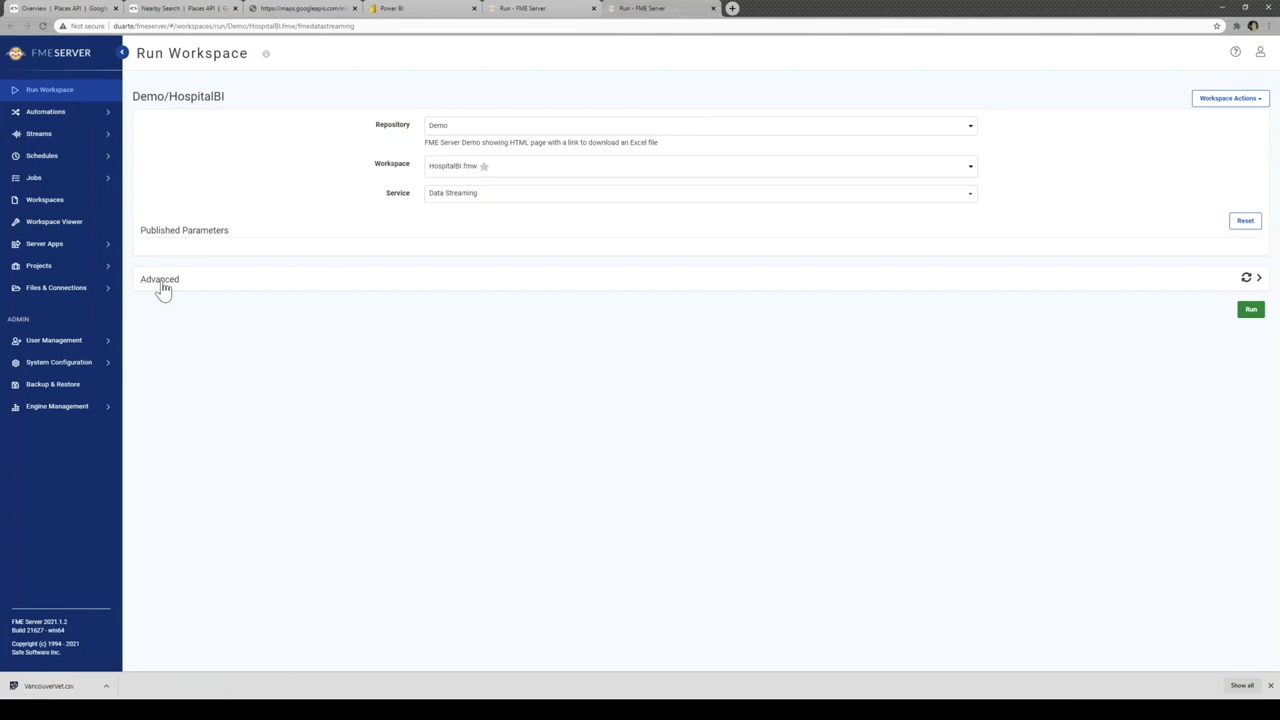 Overview | Places API | Google
Nearby Search | Places API | G
https://maps.googleapis.com/m
Power BI
Run - FME Server
Run - FME Server
Not secure | duarte/fmeserver/#/workspaces/run/Demo/HospitalBI.fmw/fmedatastreaming
FMESERVER
Run Workspace
Run Workspace
Automations
Streams
Schedules
Jobs
Workspaces
Workspace Viewer
Server Apps
Projects
Files & Connections
ADMIN
User Management
System Configuration
Backup & Restore
Engine Management
FME Server 2021.1.2
Build 21627 - win64
Copyright (c) 1994 - 2021
Safe Software Inc.
Demo/HospitalBI
Workspace Actions
Repository
Demo
FME Server Demo showing HTML page with a link to download an Excel file
Workspace
HospitalBI.fmw
Service
Data Streaming
Reset
Published Parameters
Advanced
Run
VancouverVet.csv
Show all